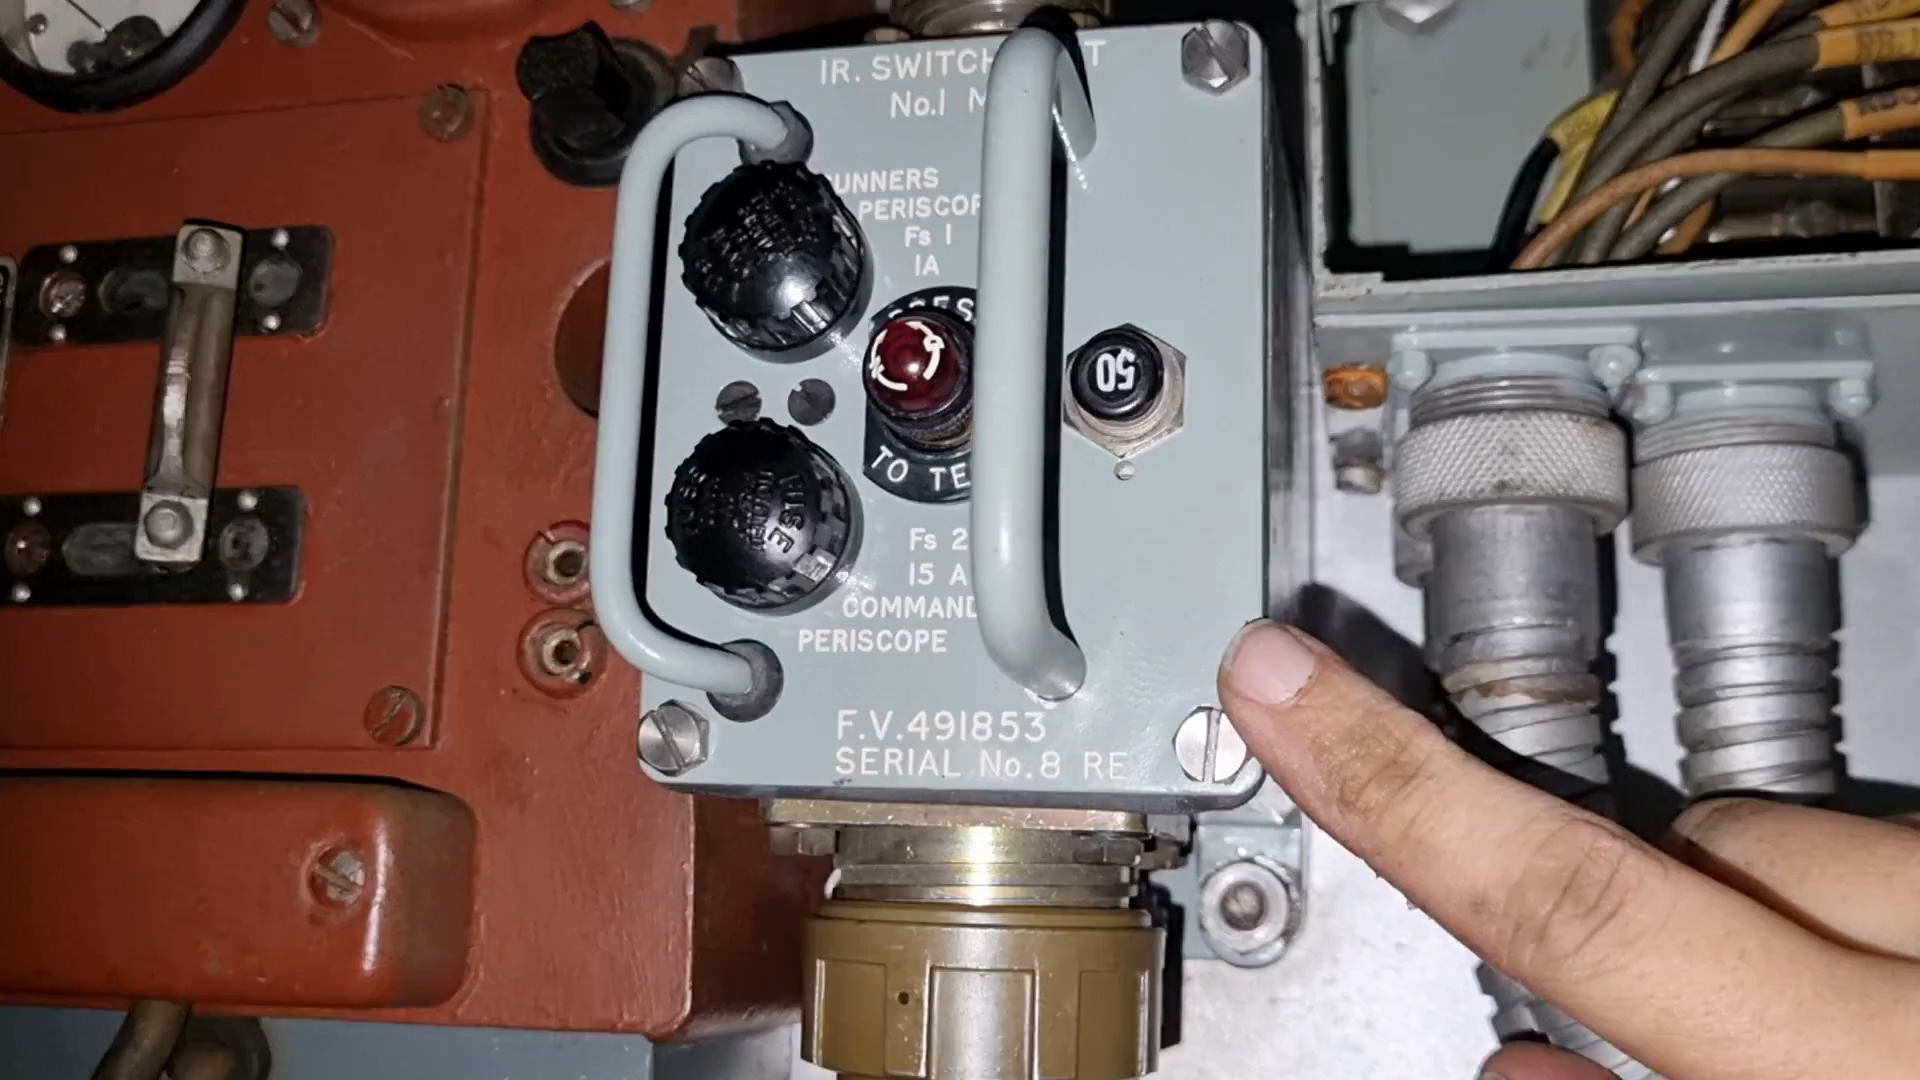 IR. SWITCH
No.1 M
GUNNERS
PERISCOP
Fs 1
1A
TO TE
50
Fs 2
15 A
COMMAND
PERISCOPE
F.V.491853
SERIAL No.8 RE